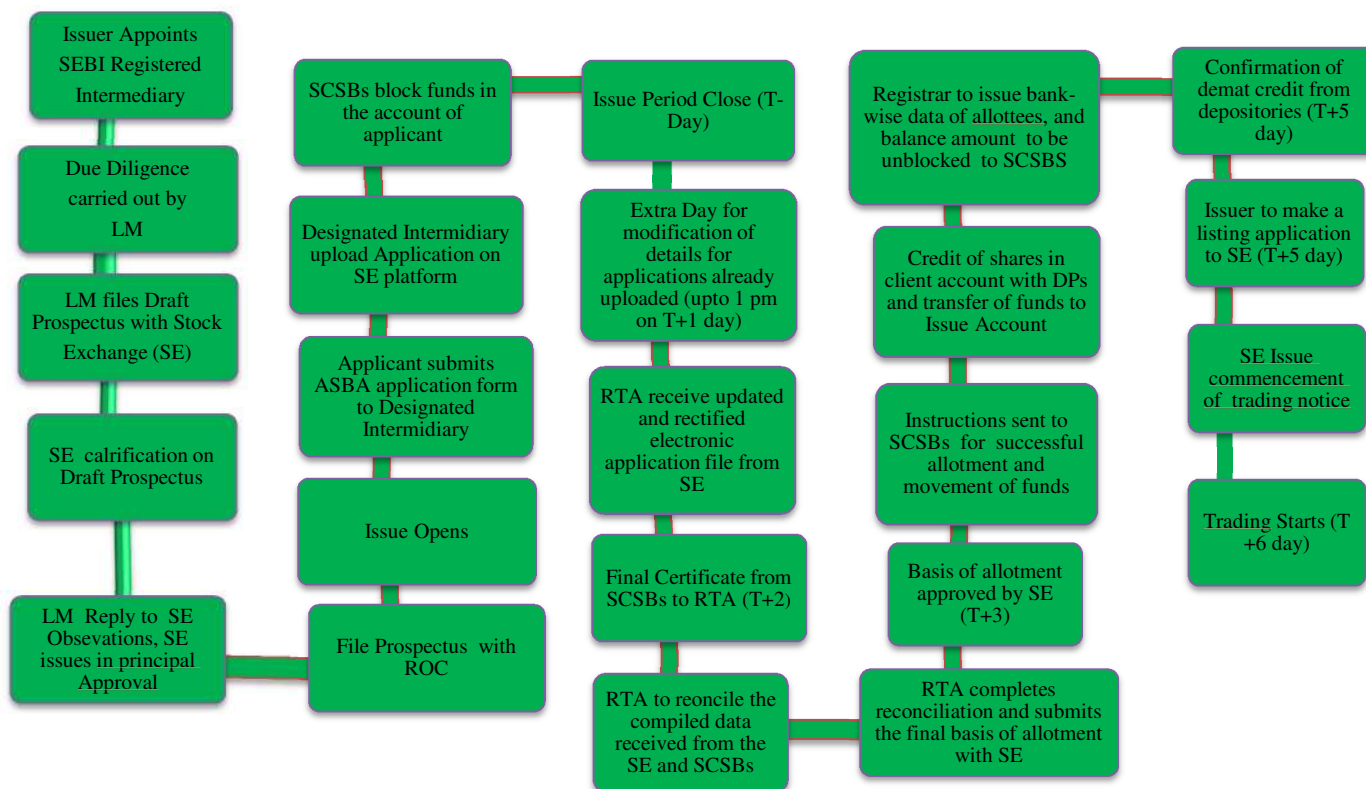 Issuer Appoints
SEBI Registered
Intermediary
Due Diligence
carried out by
LM
LM files Draft
Prospectus with Stock
Exchange (SE)
SE calrification on
Draft Prospectus
LM Reply to SE
Obsevations, SE
issues in principal
Approval
File Prospectus with
ROC
Issue Opens
Applicant submits
ASBA application form
to Designated
Intermidiary
Designated Intermidiary
upload Application on
SE platform
SCSBs block funds in
the account of
applicant
Issue Period Close (T-
Day)
Extra Day for
modification of
details for
applications already
uploaded (upto 1 pm
on T+1 day)
RTA receive updated
and rectified
electronic
application file from
SE
Final Certificate from
SCSBs to RTA (T+2)
RTA to reconcile the
compiled data
received from the
SE and SCSBs
RTA completes
reconciliation and submits
the final basis of allotment
with SE
Basis of allotment
approved by SE
(T+3)
Instructions sent to
SCSBs for successful
allotment and
movement of funds
Credit of shares in
client account with DPs
and transfer of funds to
Issue Account
Registrar to issue bank-
wise data of allottees, and
balance amount to be
unblocked to SCSBS
Confirmation of
demat credit from
depositories (T+5
day)
Issuer to make a
listing application
to SE (T+5 day)
SE Issue
commencement
of trading notice
Trading Starts (T
+6 day)